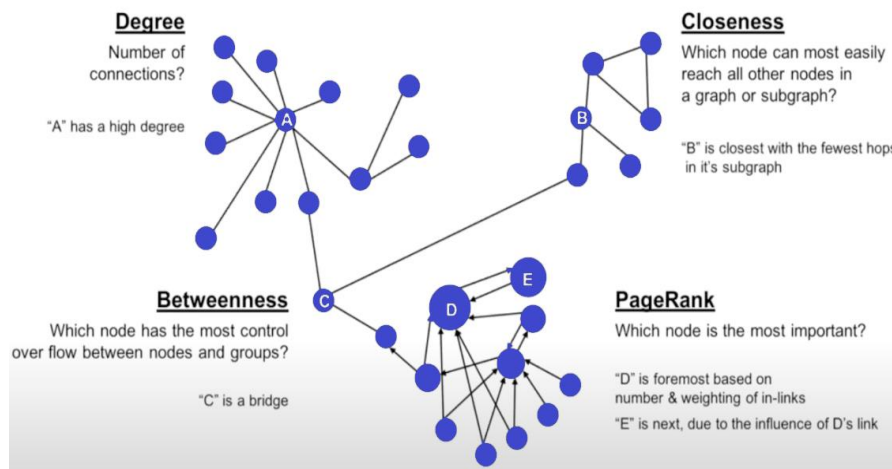 Degree
Number of
connections?
"A" has a high degree
A
Closeness
Which node can most easily
reach all other nodes in
a graph or subgraph?
"B" is closest with the fewest hops
in it's subgraph
B
Betweenness
Which node has the most control
over flow between nodes and groups?
"C" is a bridge
C
D
E
PageRank
Which node is the most important?
"D" is foremost based on
number & weighting of in-links
"E" is next, due to the influence of D's link